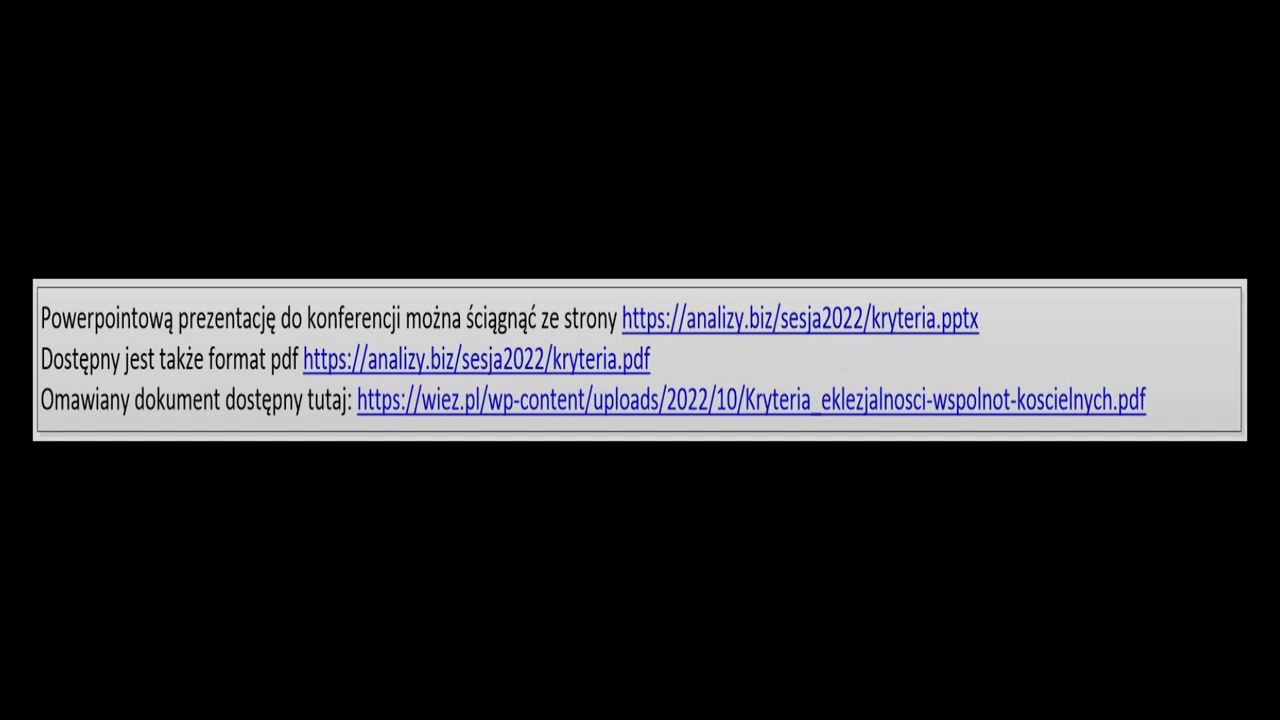 Powerpointową prezentację do konferencji można ściągnąć ze strony https://analizy.biz/sesja2022/kryteria.pptx
Dostępny jest także format pdf https://analizy.biz/sesja2022/kryteria.pdf
Omawiany dokument dostępny tutaj: https://wiez.pl/wp-content/uploads/2022/10/Kryteria_eklezjalnosci-wspolnot-koscielnych.pdf